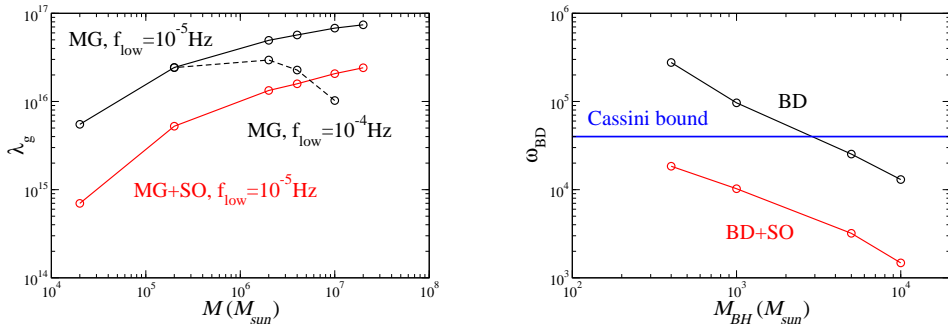 10^17
MG, f_low=10^-5Hz
10^16
λ_g
MG, f_low=10^-4Hz
10^15
MG+SO, f_low=10^-5Hz
10^14
10^4 10^5 10^6 10^7 10^8
M (M_sun)
10^6
BD
10^5
Cassini bound
ω_BD
10^4
BD+SO
10^3
10^2 10^3 10^4
M_BH (M_sun)